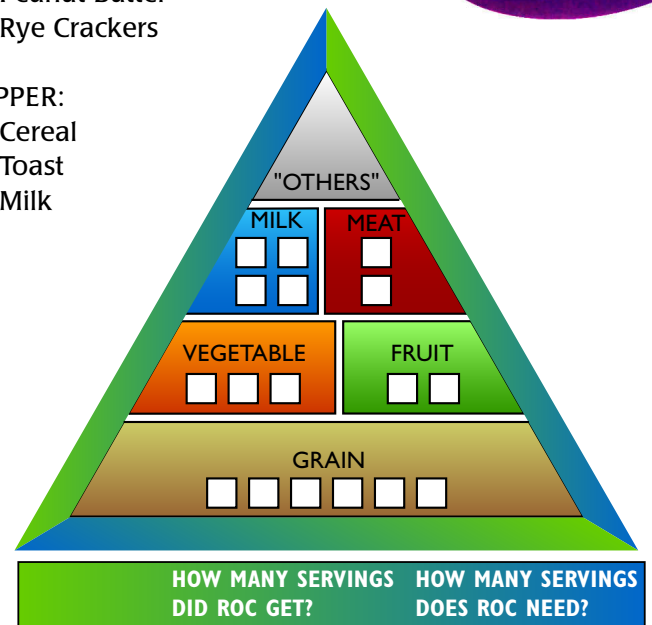 Rye Crackers
Cereal
Toast
Milk
"OTHERS"
MILK MEAT
VEGETABLE FRUIT
GRAIN
HOW MANY SERVINGS HOW MANY SERVINGS
DID ROC GET? DOES ROC NEED?